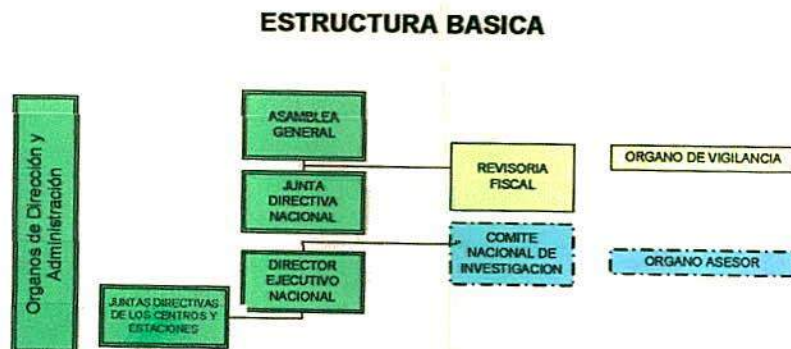 ESTRUCTURA BASICA
Organos de Dirección y
Administración
ASAMBLEA
GENERAL
JUNTA
DIRECTIVA
NACIONAL
DIRECTOR
EJECUTIVO
NACIONAL
JUNTAS DIRECTIVAS
DE LOS CENTROS Y
ESTACIONES
REVISORIA
FISCAL
COMITE
NACIONAL DE
INVESTIGACION
ORGANO DE VIGILANCIA
ORGANO ASESOR